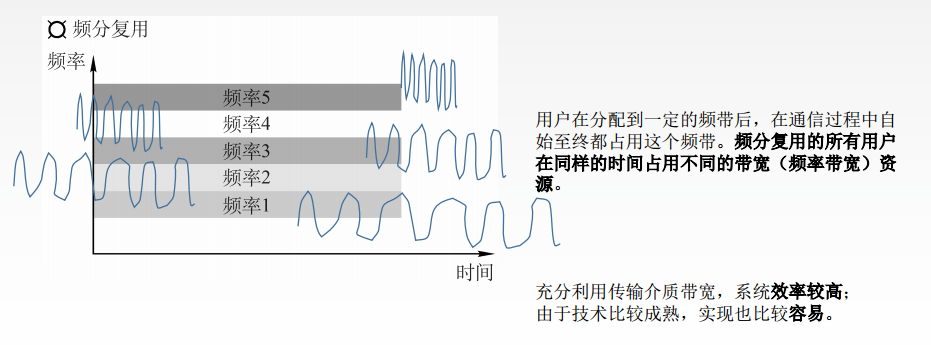 频分复用
频率
频率5
频率4
频率3
频率2
频率1
时间
用户在分配到一定的频带后，在通信过程中自
始至终都占用这个频带。频分复用的所有用户
在同样的时间占用不同的带宽（频率带宽）资
源。
充分利用传输介质带宽，系统效率较高；
由于技术比较成熟，实现也比较容易。